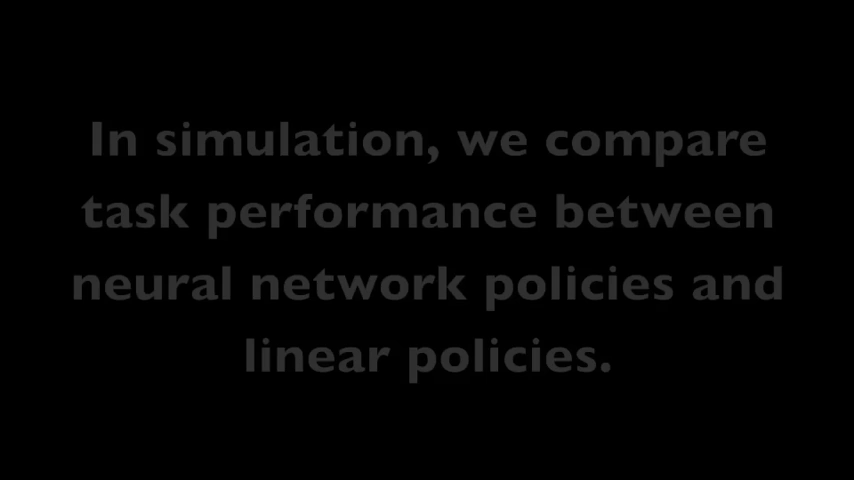 In simulation, we compare
task performance between
neural network policies and
linear policies.